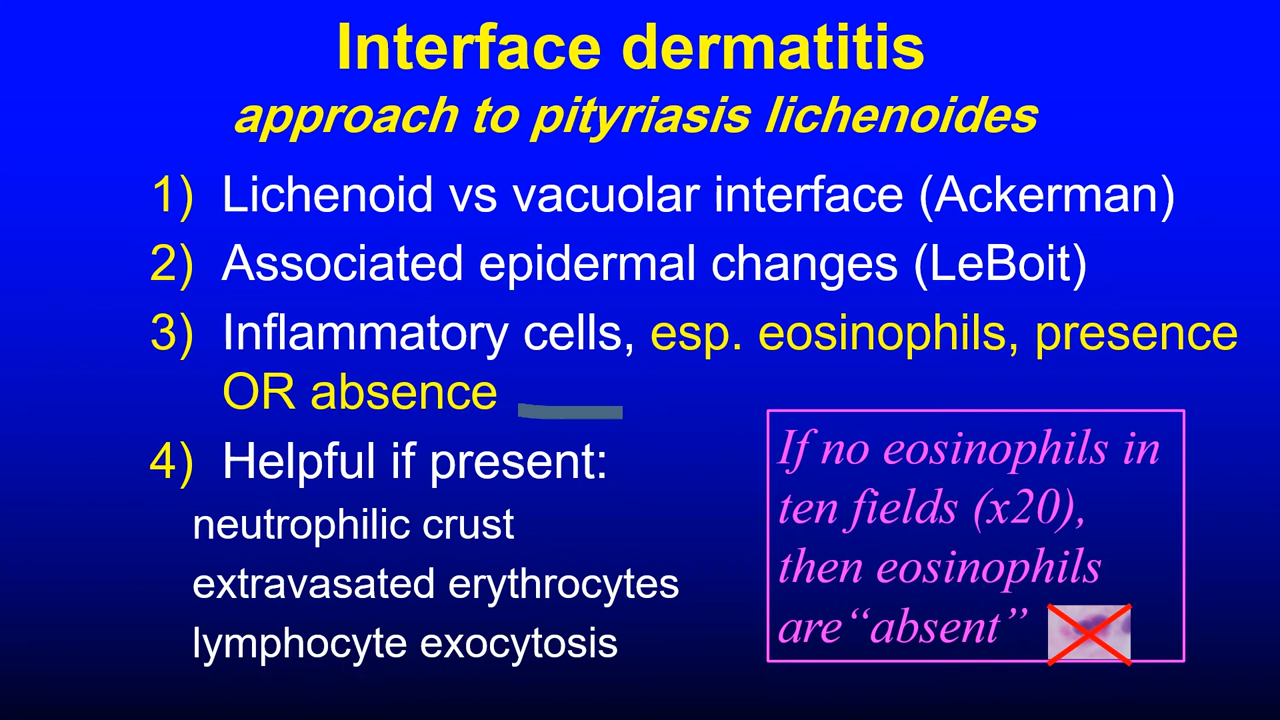 Interface dermatitis
approach to pityriasis lichenoides
1) Lichenoid vs vacuolar interface (Ackerman)
2) Associated epidermal changes (LeBoit)
3) Inflammatory cells, esp. eosinophils, presence
OR absence
4) Helpful if present:
neutrophilic crust
extravasated erythrocytes
lymphocyte exocytosis
If no eosinophils in
ten fields (x20),
then eosinophils
are“absent”